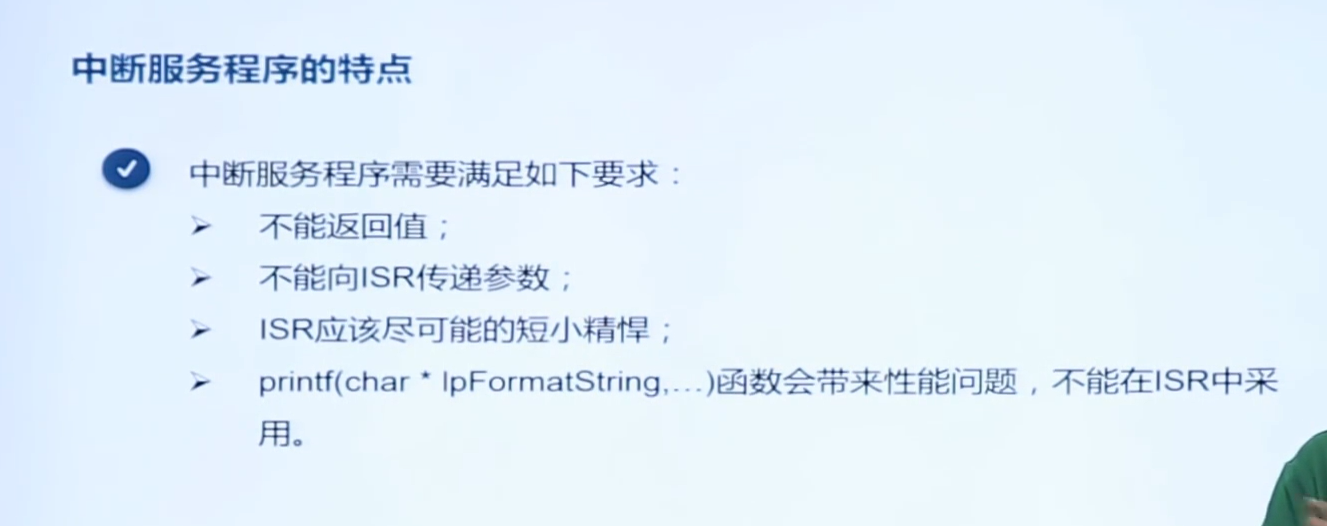 中断服务程序的特点
中断服务程序需要满足如下要求：
不能返回值；
不能向ISR传递参数；
ISR应该尽可能的短小精悍；
printf(char * lpFormatString,…)函数会带来性能问题，不能在ISR中采
用。